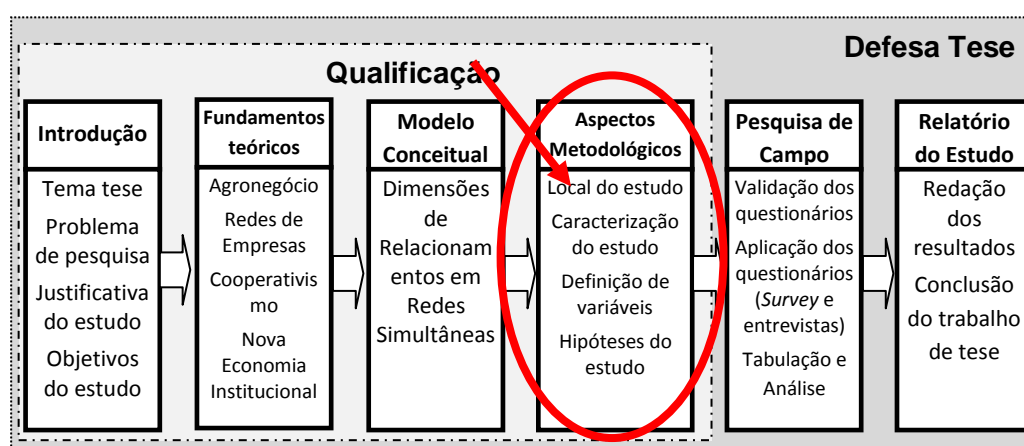 Defesa Tese
Qualificação
Introdução
Tema tese
Problema
de pesquisa
Justificativa
do estudo
Objetivos
do estudo
Fundamentos
teóricos
Agronegócio
Redes de
Empresas
Cooperativis
mo
Nova
Economia
Institucional
Modelo
Conceitual
Dimensões
de
Relacionam
entos em
Redes
Simultâneas
Aspectos
Metodológicos
Local do estudo
Caracterização
do estudo
Definição de
variáveis
Hipóteses do
estudo
Pesquisa de
Campo
Validação dos
questionários
Aplicação dos
questionários
(Survey e
entrevistas)
Tabulação e
Análise
Relatório
do Estudo
Redação
dos
resultados
Conclusão
do trabalho
de tese